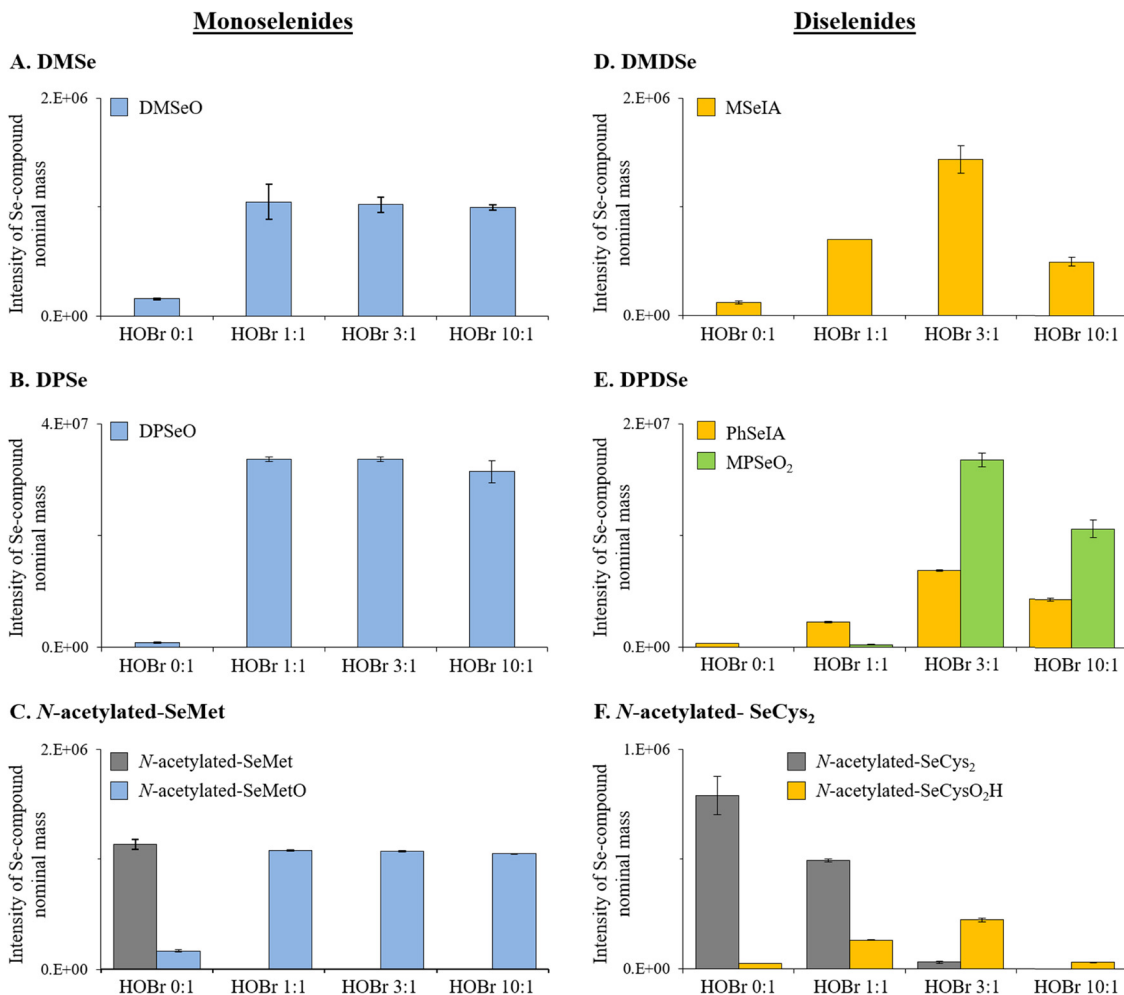 Monoselenides
A. DMSe
Intensity of Se-compound
nominal mass
2.E+06
0.E+00
DMSeO
HOBr 0:1 HOBr 1:1 HOBr 3:1 HOBr 10:1
B. DPSe
Intensity of Se-compound
nominal mass
4.E+07
0.E+00
DPSeO
HOBr 0:1 HOBr 1:1 HOBr 3:1 HOBr 10:1
C. N-acetylated-SeMet
Intensity of Se-compound
nominal mass
2.E+06
0.E+00
N-acetylated-SeMet
N-acetylated-SeMetO
HOBr 0:1 HOBr 1:1 HOBr 3:1 HOBr 10:1
Diselenides
D. DMDSe
Intensity of Se-compound
nominal mass
2.E+06
0.E+00
MSeIA
HOBr 0:1 HOBr 1:1 HOBr 3:1 HOBr 10:1
E. DPDSe
Intensity of Se-compound
nominal mass
2.E+07
0.E+00
PhSeIA
MPSeO₂
HOBr 0:1 HOBr 1:1 HOBr 3:1 HOBr 10:1
F. N-acetylated- SeCys₂
Intensity of Se-compound
nominal mass
1.E+06
0.E+00
N-acetylated-SeCys₂
N-acetylated-SeCysO₂H
HOBr 0:1 HOBr 1:1 HOBr 3:1 HOBr 10:1